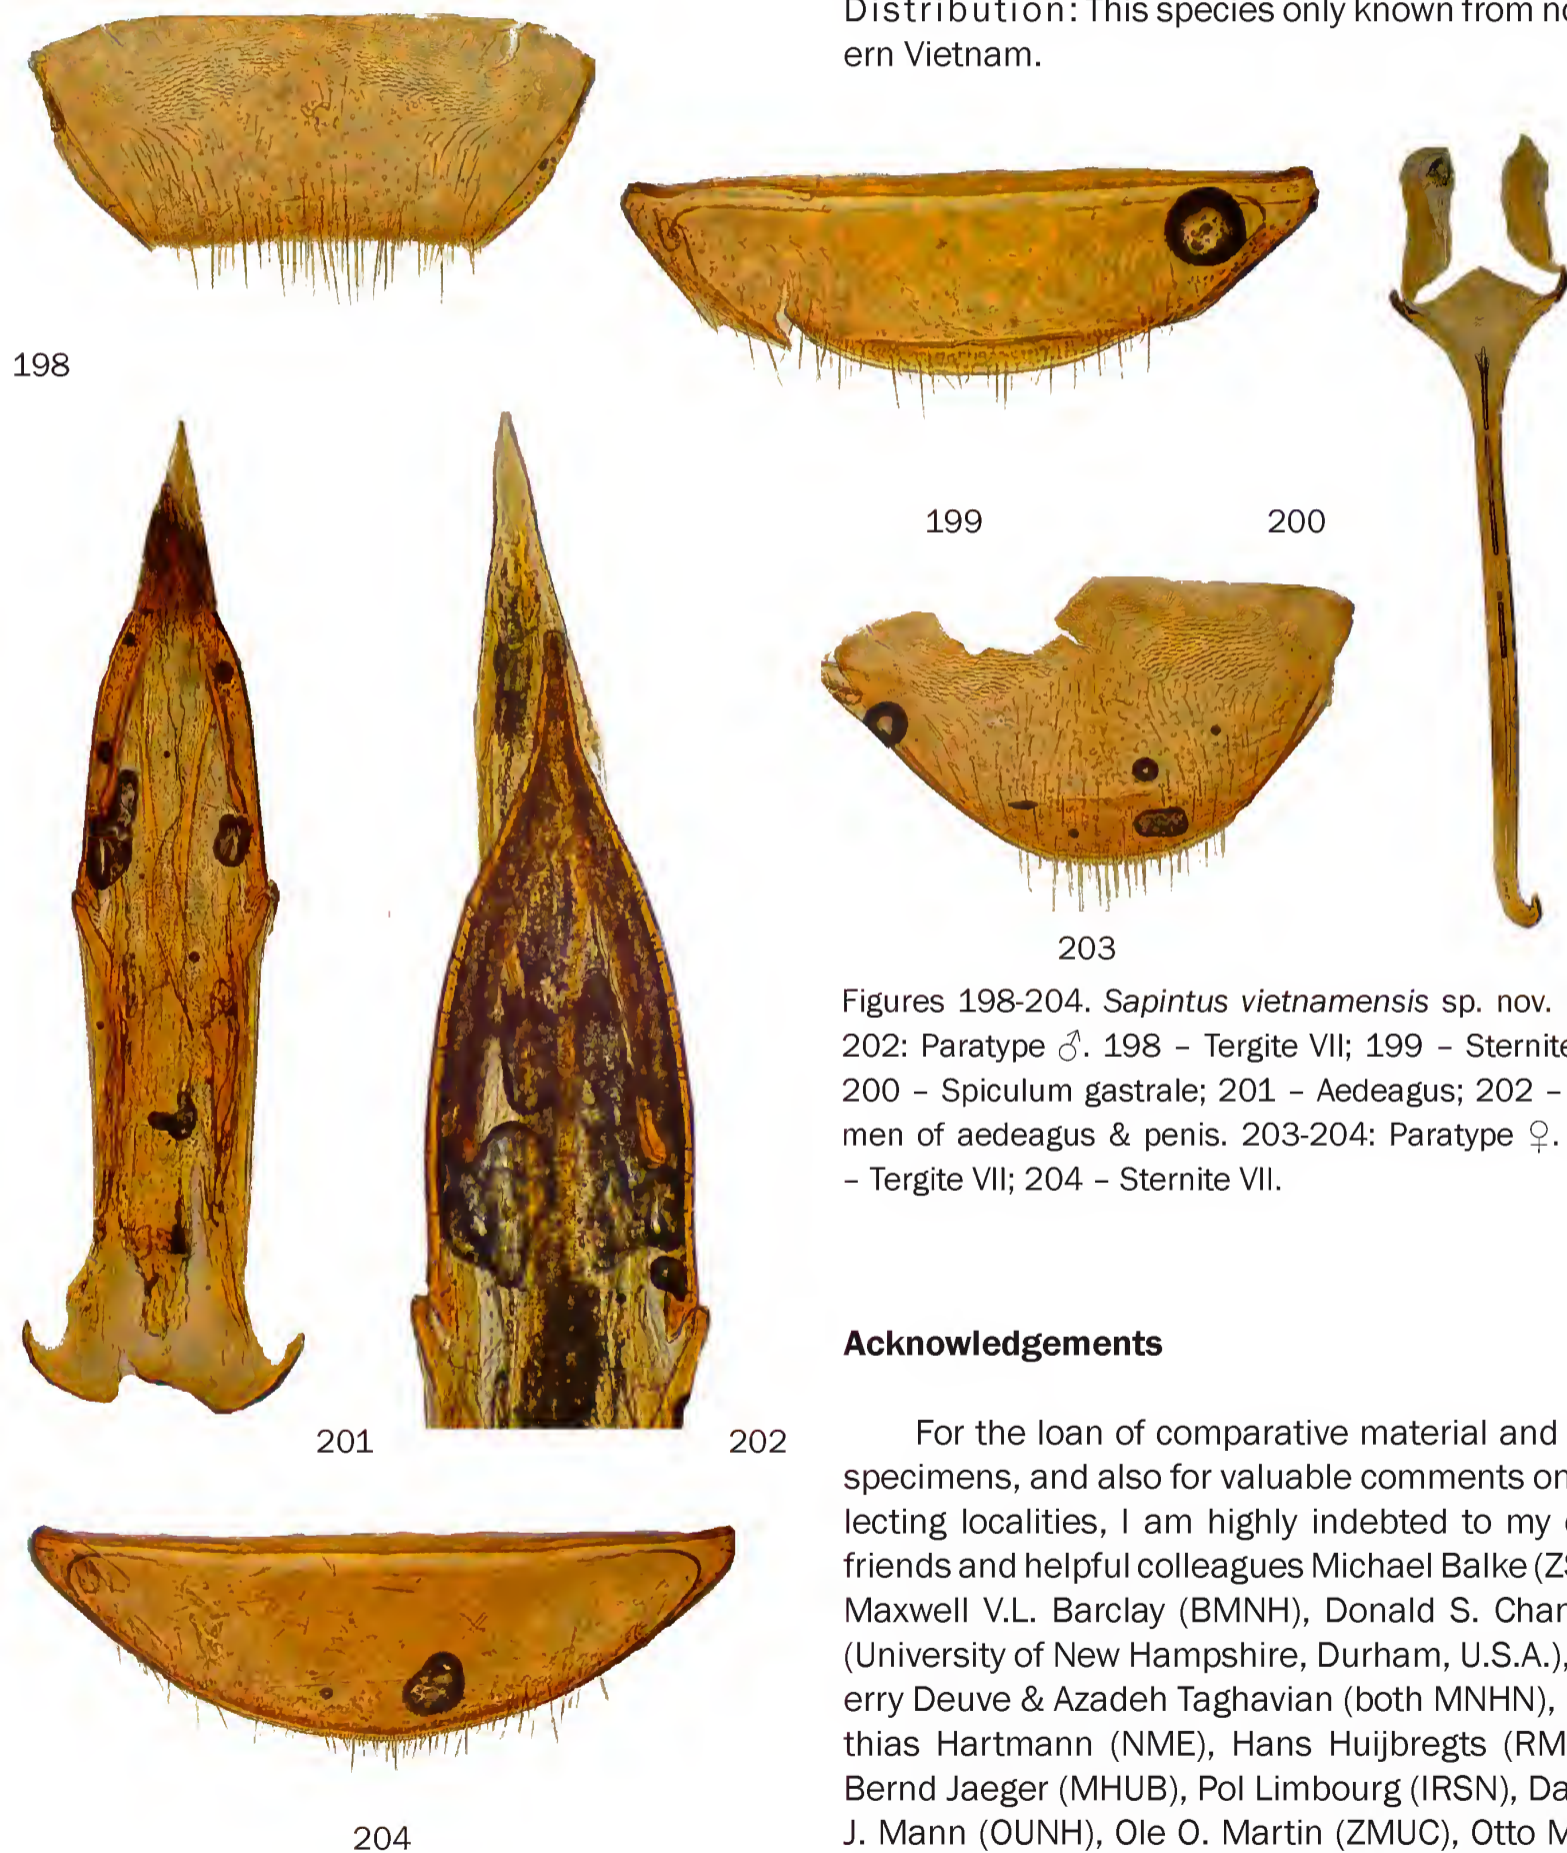 Distribution: This species only known from no
ern Vietnam.
198
199
200
203
Figures 198-204. Sapintus vietnamensis sp. nov.
202: Paratype ♂. 198 – Tergite VII; 199 – Sternite
200 – Spiculum gastrale; 201 – Aedeagus; 202 –
men of aedeagus & penis. 203-204: Paratype ♀.
– Tergite VII; 204 – Sternite VII.
201
202
204
Acknowledgements
For the loan of comparative material and
specimens, and also for valuable comments on
lecting localities, I am highly indebted to my
friends and helpful colleagues Michael Balke (ZS
Maxwell V.L. Barclay (BMNH), Donald S. Chan
(University of New Hampshire, Durham, U.S.A.),
erry Deuve & Azadeh Taghavian (both MNHN),
thias Hartmann (NME), Hans Huijbregts (RM
Bernd Jaeger (MHUB), Pol Limbourg (IRSN), Da
J. Mann (OUNH), Ole O. Martin (ZMUC), Otto M